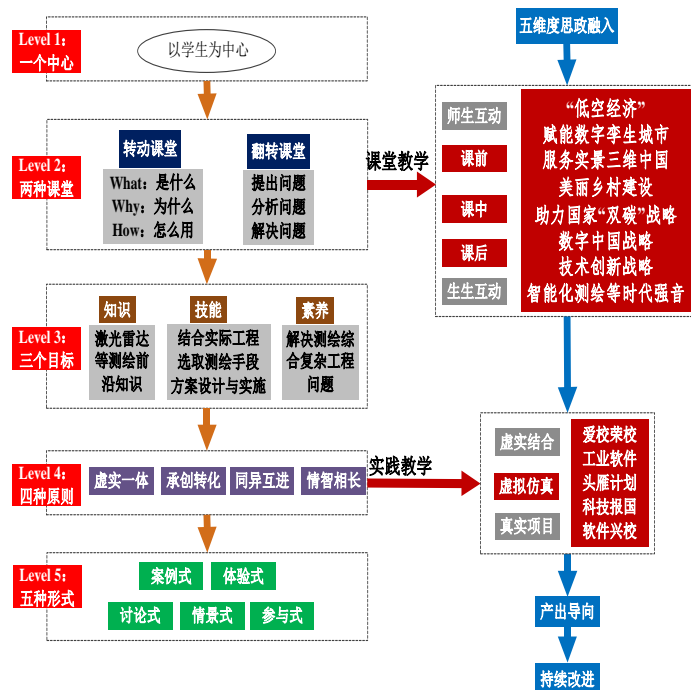 Level 1：
一个中心
以学生为中心
Level 2：
两种课堂
转动课堂
What：是什么
Why：为什么
How：怎么用
翻转课堂
提出问题
分析问题
解决问题
Level 3：
三个目标
知识
激光雷达
等测绘前
沿知识
技能
结合实际工程
选取测绘手段
方案设计与实施
素养
解决测绘综
合复杂工程
问题
Level 4：
四种原则
虚实一体
承创转化
同异互进
情智相长
Level 5：
五种形式
案例式
体验式
讨论式
情景式
参与式
课堂教学
实践教学
五维度思政融入
师生互动
课前
课中
课后
生生互动
“低空经济”
赋能数字孪生城市
服务实景三维中国
美丽乡村建设
助力国家“双碳”战略
数字中国战略
技术创新战略
智能化测绘等时代强音
虚实结合
虚拟仿真
真实项目
爱校荣校
工业软件
头雁计划
科技报国
软件兴校
产出导向
持续改进